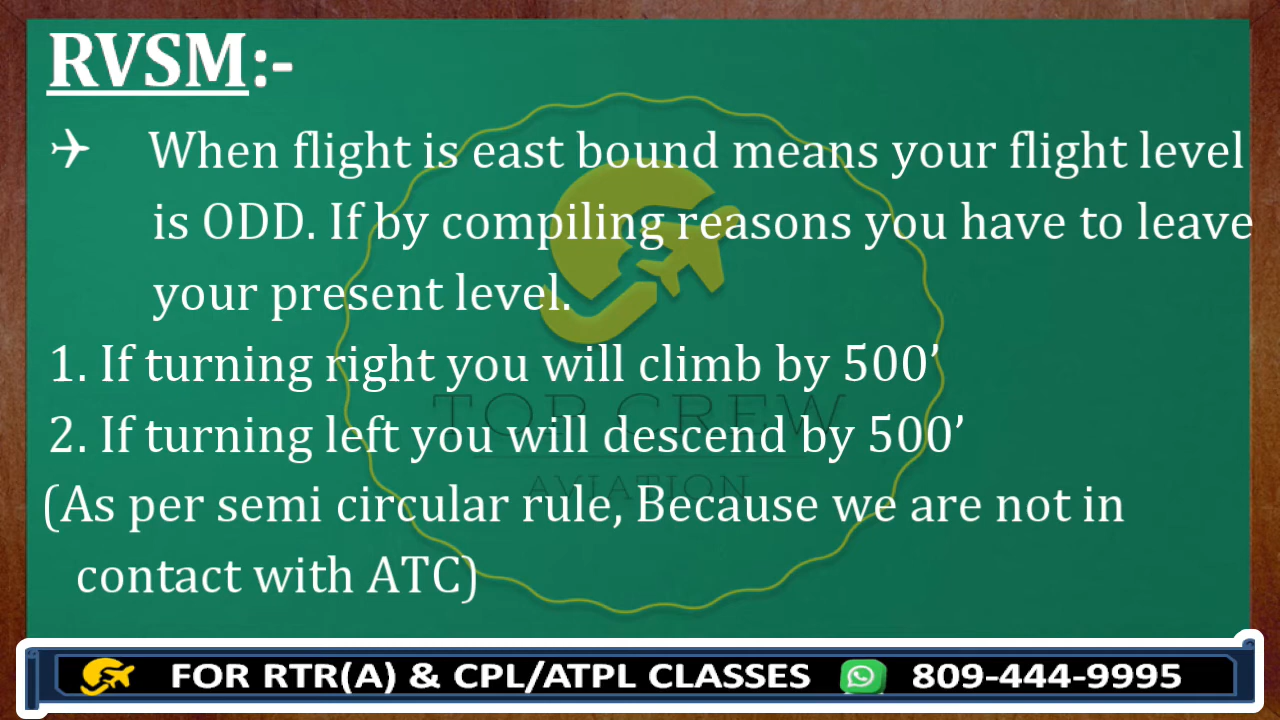 RVSM:-
When flight is east bound means your flight level
is ODD. If by compiling reasons you have to leave
your present level.
1. If turning right you will climb by 500’
2. If turning left you will descend by 500’
TOP CREW
AVIATION
(As per semi circular rule, Because we are not in
contact with ATC)
FOR RTR(A) & CPL/ATPL CLASSES 809-444-9995